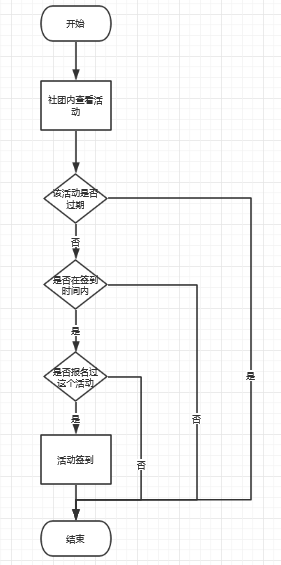 开始
社团内查看活
动
该活动是否
过期
否
是否在签到
时间内
是
是否报名过
这个活动
是
是
否
活动签到
否
结束